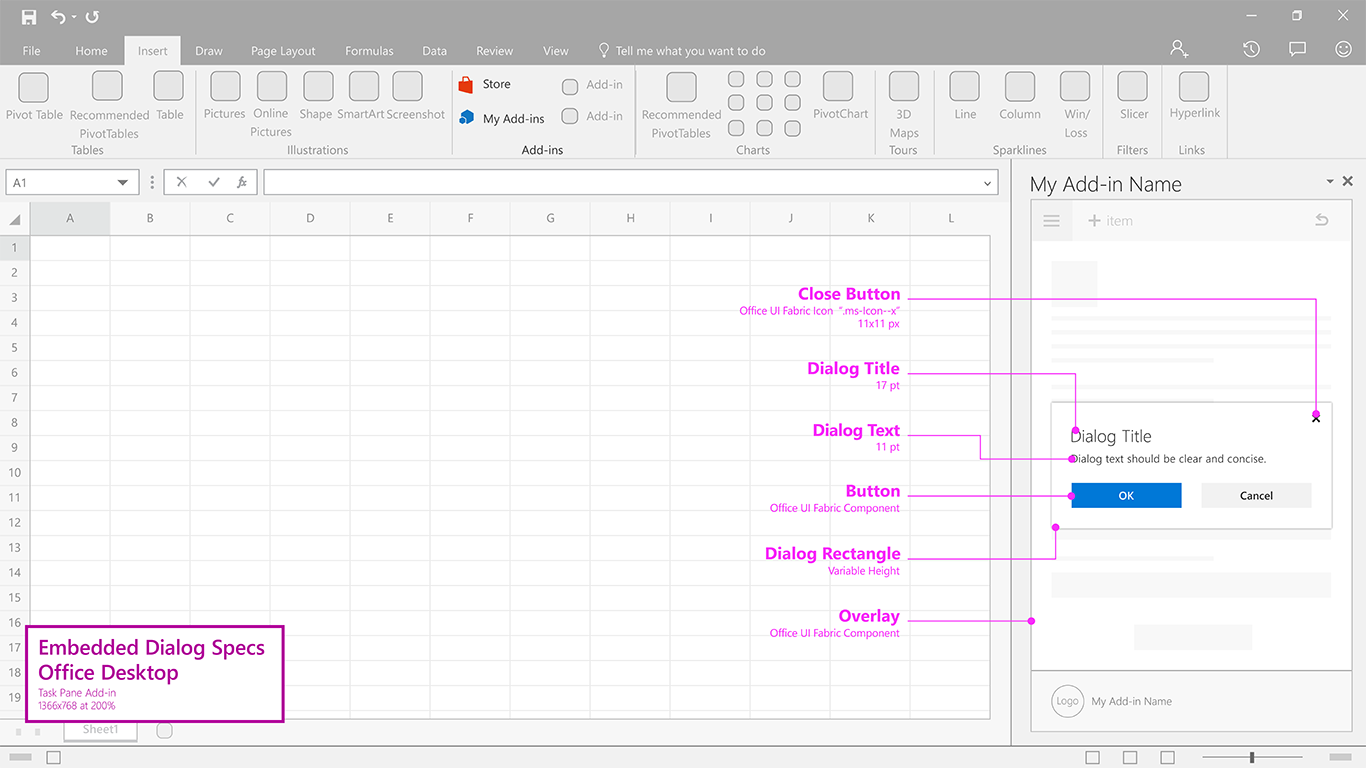 File Home Insert Draw Page Layout Formulas Data Review View Tell me what you want to do
Pivot Table Recommended PivotTables Table
Tables
Pictures Online Pictures Shape SmartArt Screenshot
Illustrations
Store Add-in
My Add-ins Add-in
Add-ins
Recommended PivotTables PivotChart
Charts
3D Maps
Tours
Line Column Win/Loss
Sparklines
Slicer
Filters
Hyperlink
Links
A1 fx
My Add-in Name
item
A B C D E F G H I J K L
1
2
3
4
5
6
7
8
9
10
11
12
13
14
15
16
17
18
19
Close Button
Office UI Fabric Icon ".ms-Icon--x"
11x11 px
Dialog Title
17 pt
Dialog Text
11 pt
Button
Office UI Fabric Component
Dialog Rectangle
Variable Height
Overlay
Office UI Fabric Component
Dialog Title
Dialog text should be clear and concise.
OK Cancel
Embedded Dialog Specs
Office Desktop
Task Pane Add-in
1366x768 at 200%
Logo My Add-in Name
Sheet1